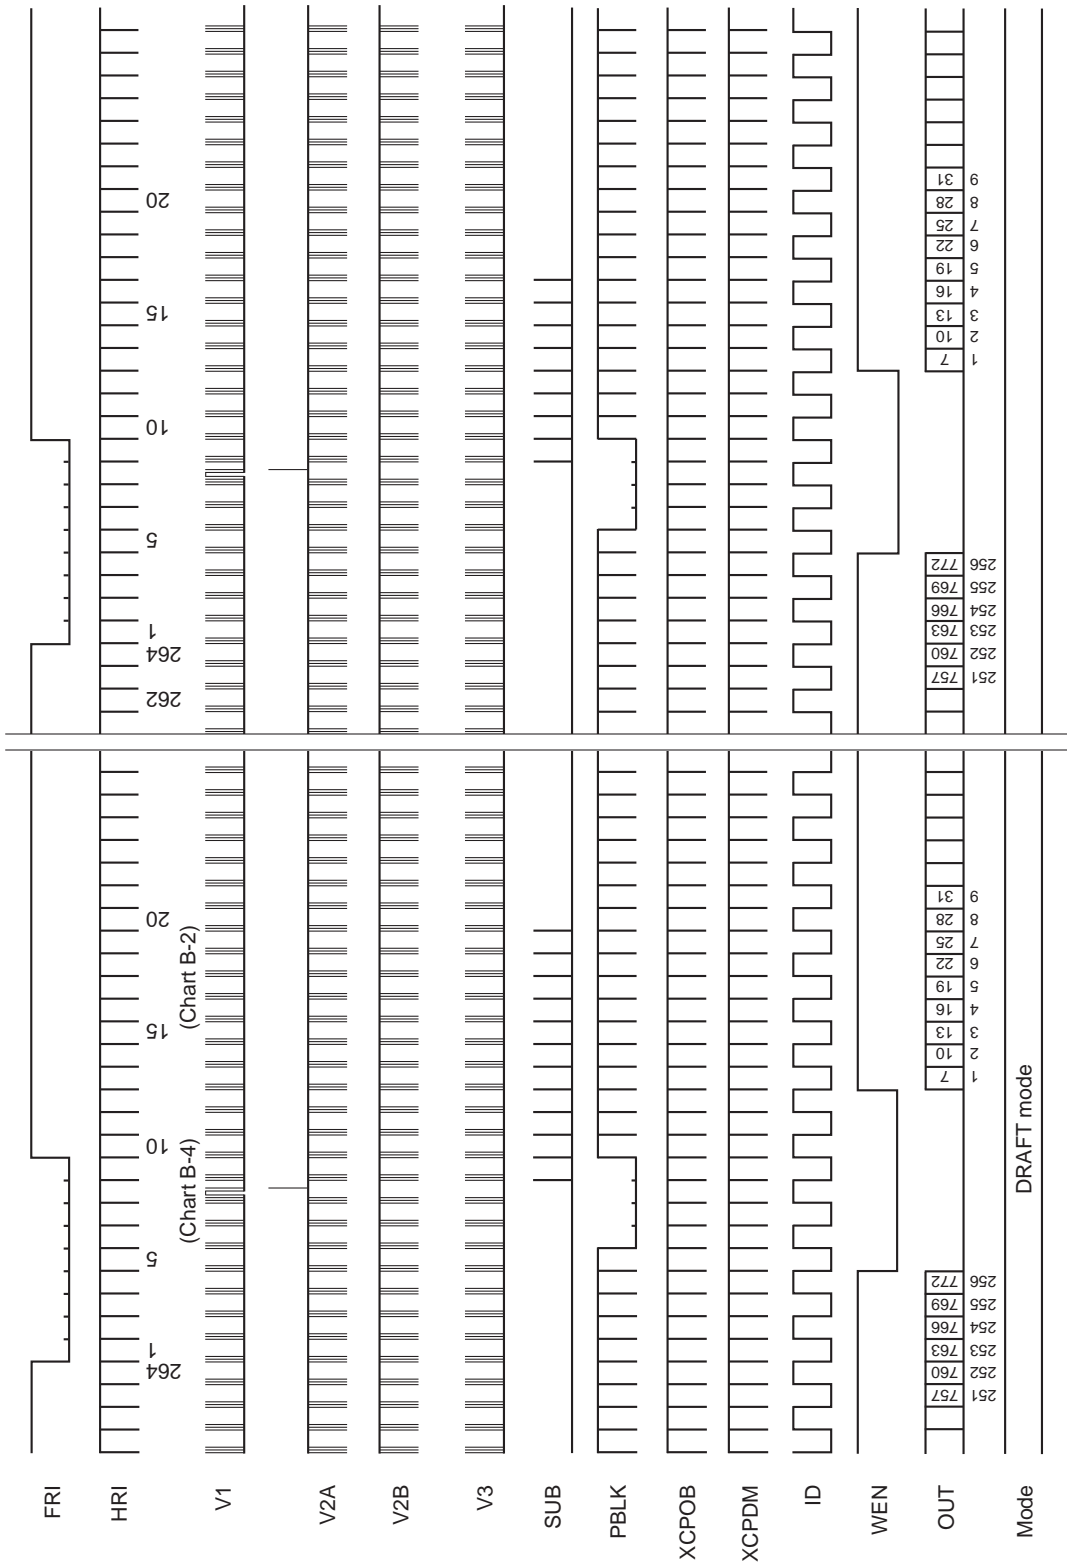 FRI
HRI
264 1 5 10 15 20 262 264 1 5 10 15 20
(Chart B-4) (Chart B-2)
V1
V2A
V2B
V3
SUB
PBLK
XCPOB
XCPDM
ID
WEN
OUT 757 760 763 766 769 772 7 10 13 16 19 22 25 28 31 757 760 763 766 769 772 7 10 13 16 19 22 25 28 31
251 252 253 254 255 256 1 2 3 4 5 6 7 8 9 251 252 253 254 255 256 1 2 3 4 5 6 7 8 9
Mode DRAFT mode